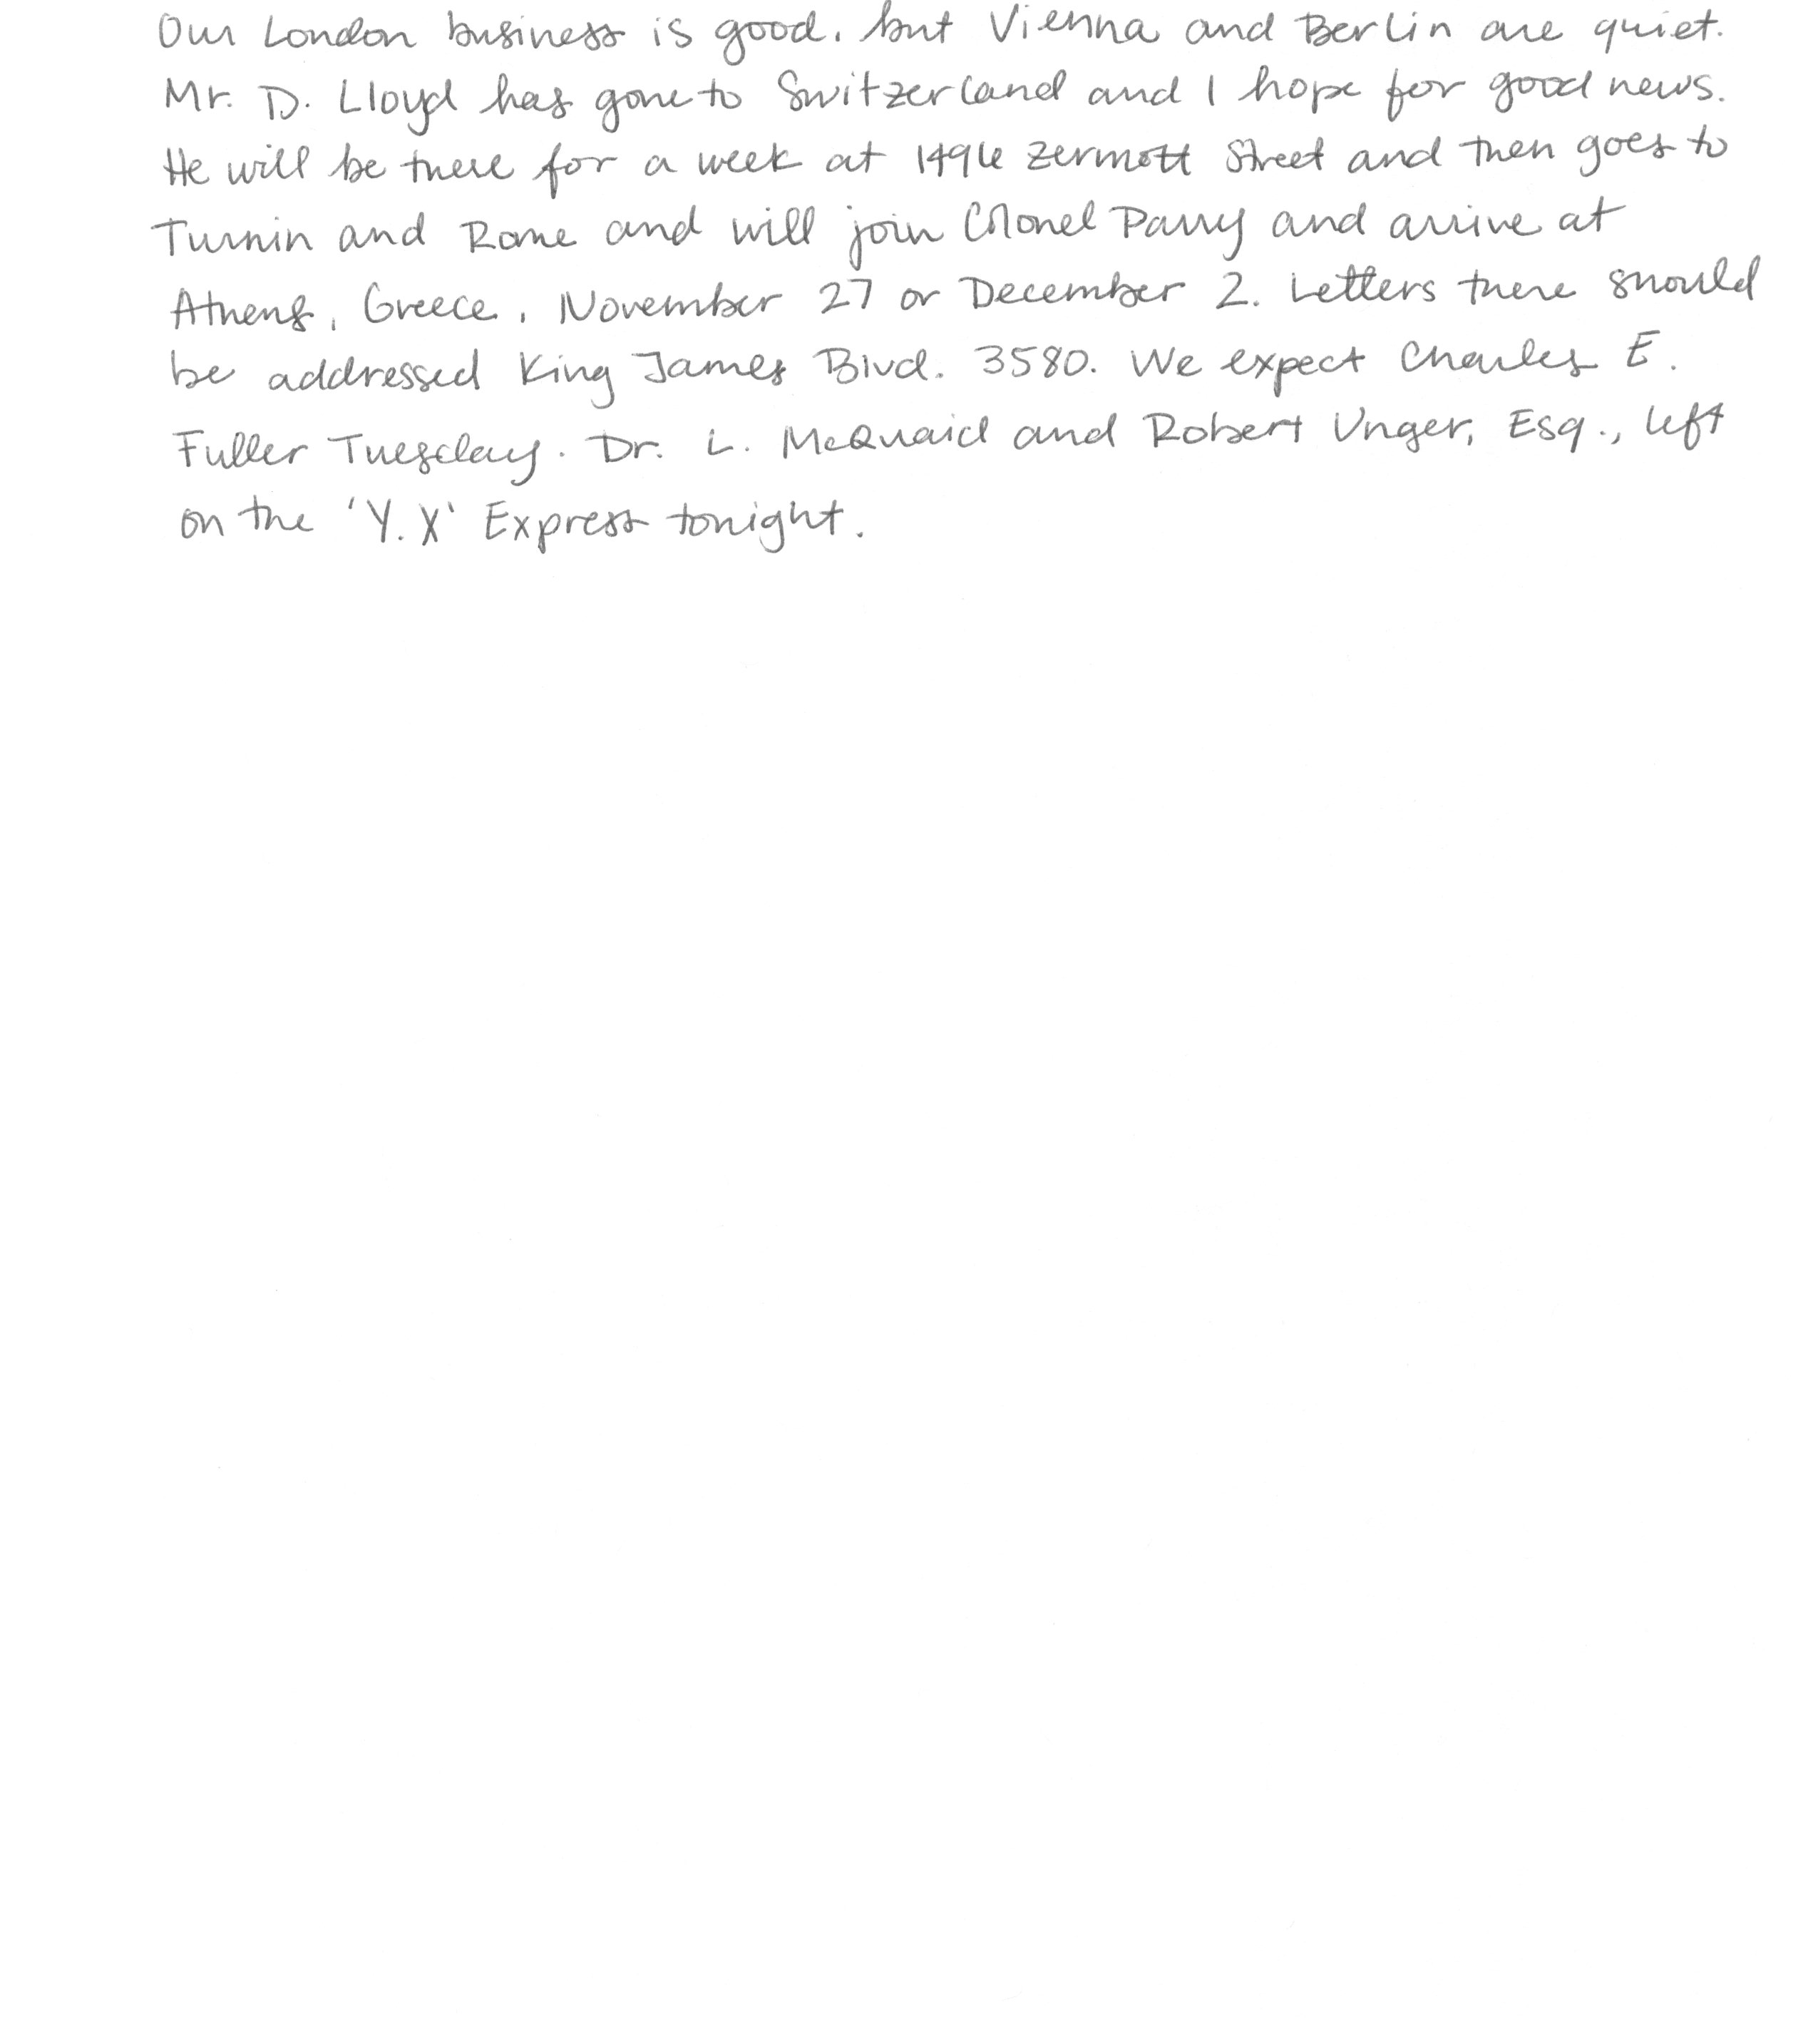 Our London business is good, but Vienna and Berlin are quiet.
Mr. D. Lloyd has gone to Switzerland and I hope for good news.
He will be there for a week at 1496 Zermott Street and then goes to
Turnin and Rome and will join Colonel Parry and arrive at
Athens, Greece, November 27 or December 2. Letters there should
be addressed King James Blvd. 3580. We expect Charles E.
Fuller Tuesday. Dr. L. McQuaid and Robert Unger, Esq., left
on the 'Y.X' Express tonight.